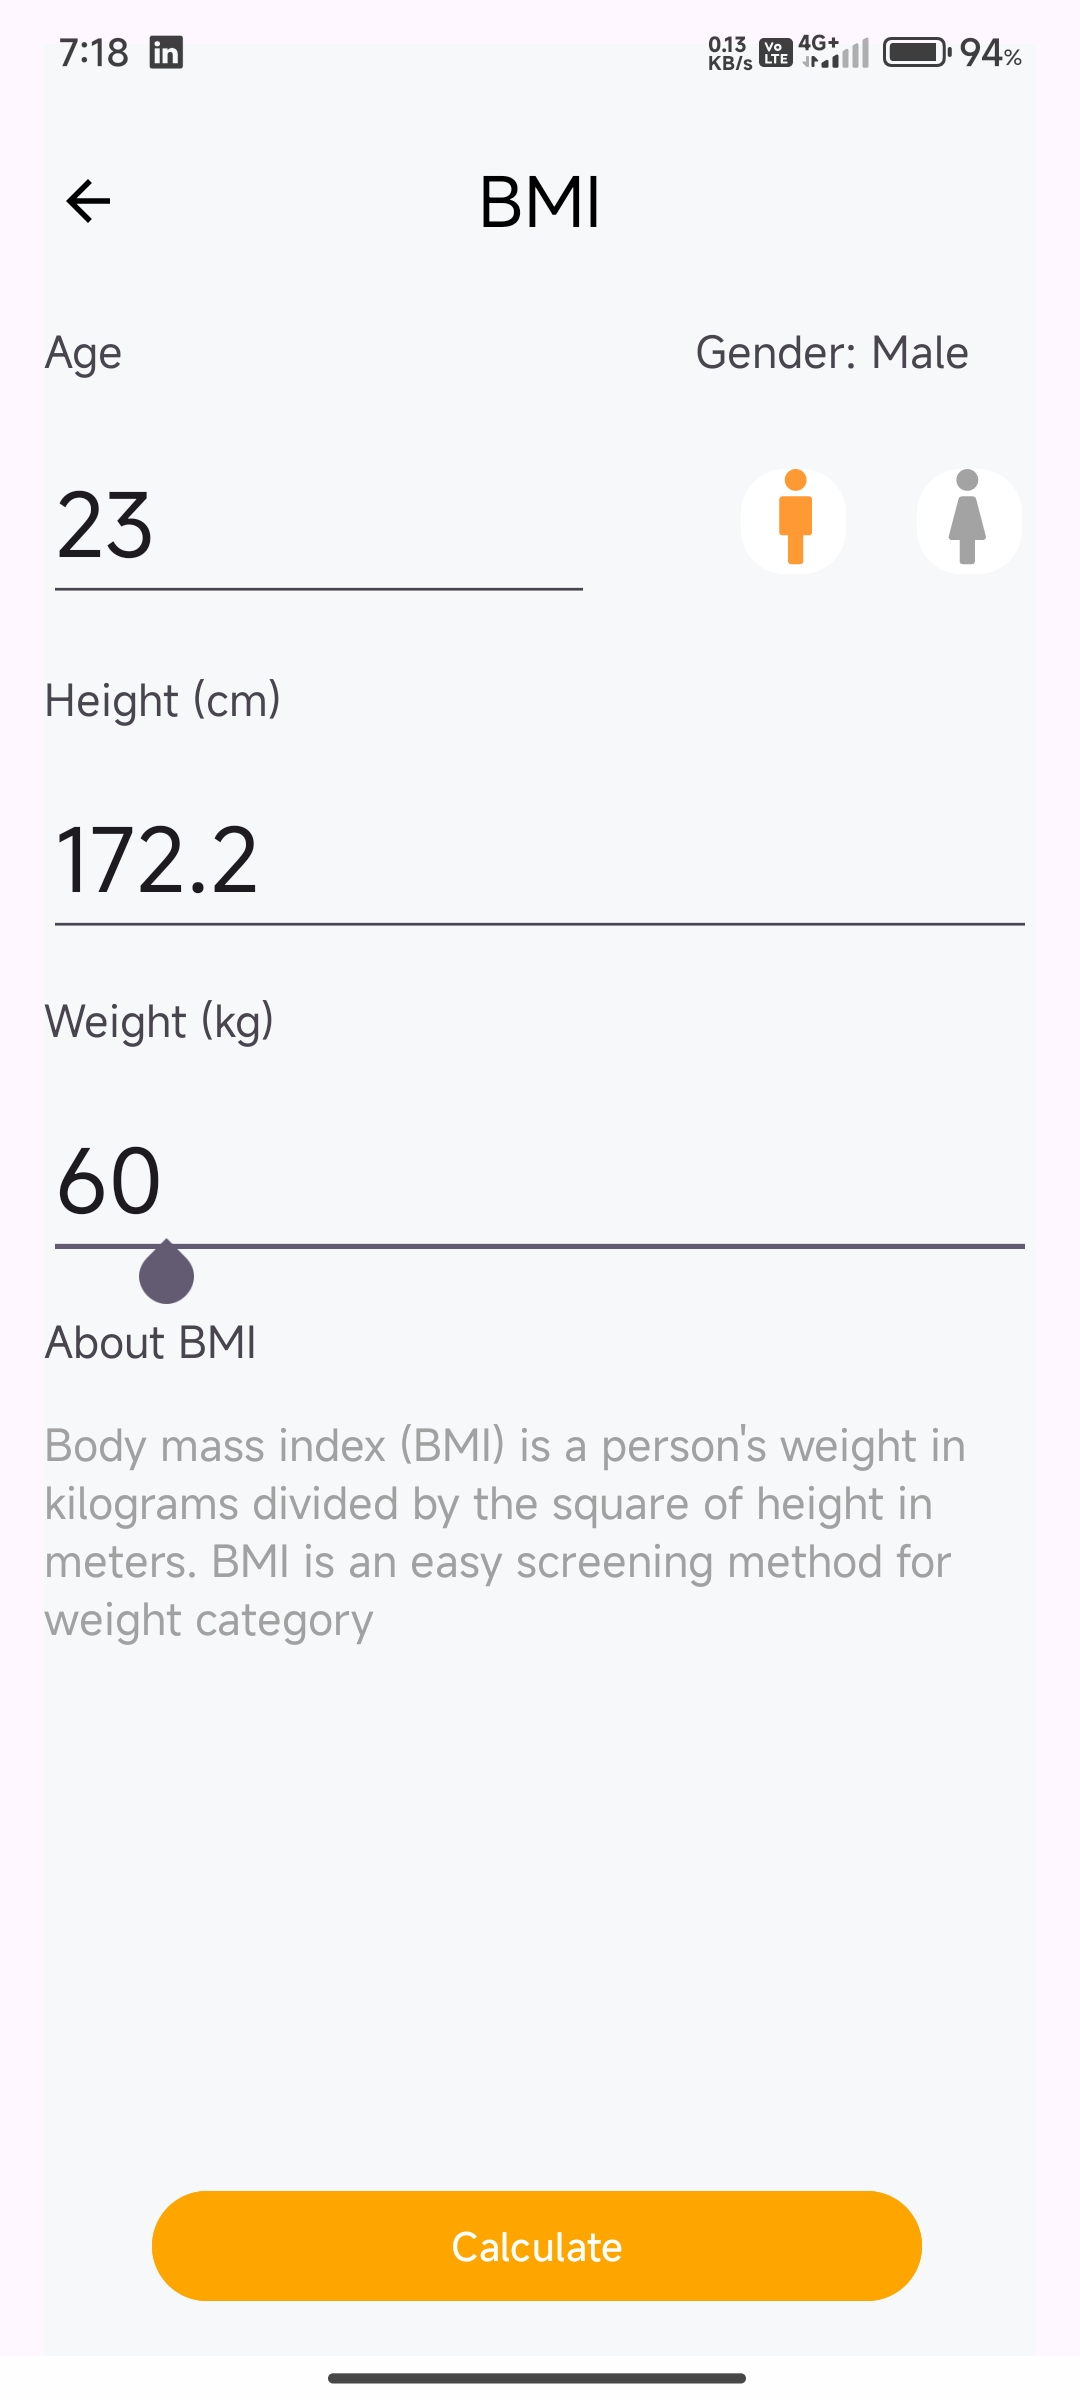 7:18 in 0.13 KB/s Vo LTE 4G+ 94%
BMI
Age Gender: Male
23
Height (cm)
172.2
Weight (kg)
60
About BMI
Body mass index (BMI) is a person's weight in
kilograms divided by the square of height in
meters. BMI is an easy screening method for
weight category
Calculate